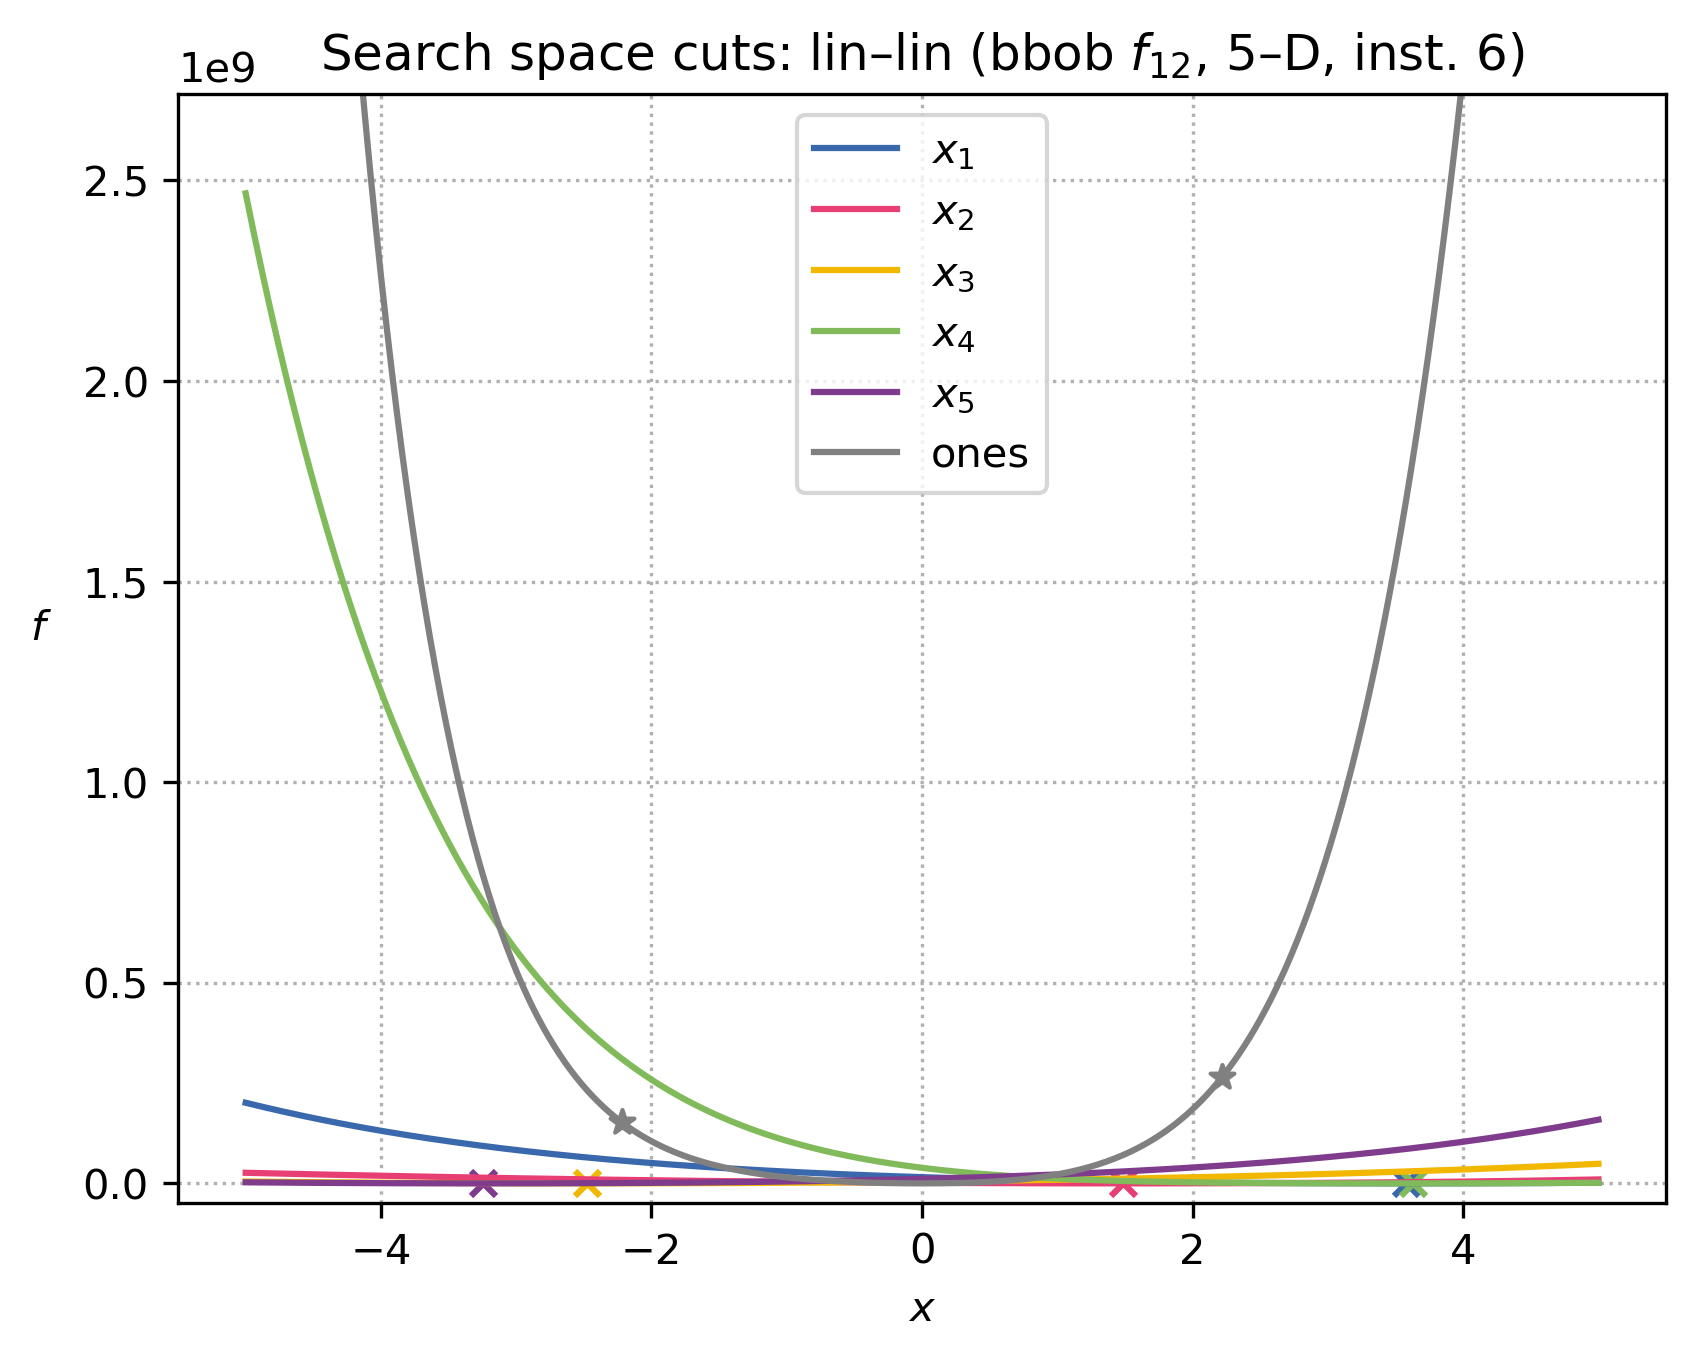 Search space cuts: lin–lin (bbob f₁₂, 5–D, inst. 6)
1e9
x₁
x₂
x₃
x₄
x₅
ones
2.5
2.0
1.5
1.0
0.5
0.0
f
−4 −2 0 2 4
x